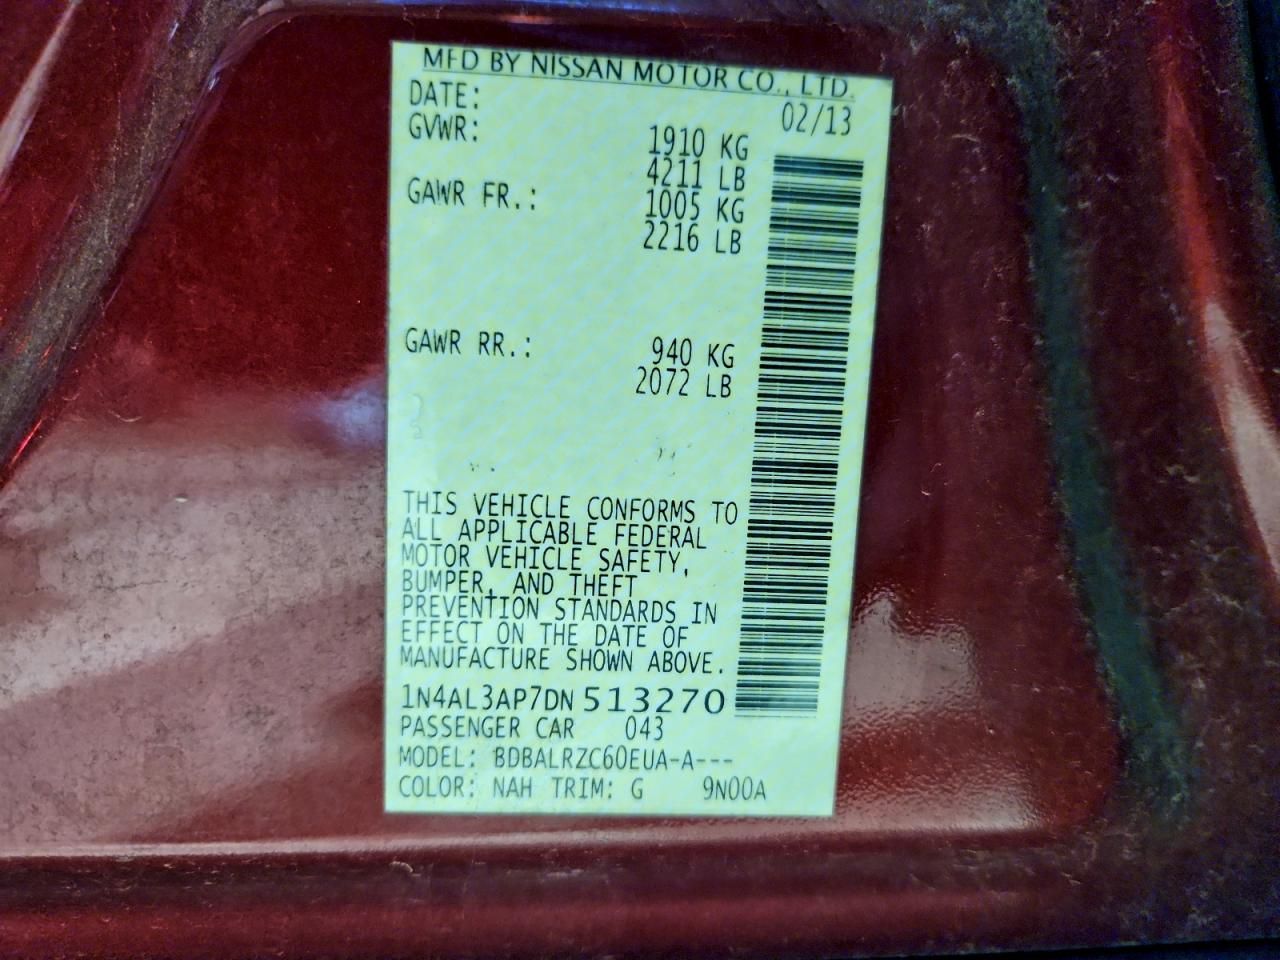 MFD BY NISSAN MOTOR CO., LTD.
DATE: 02/13
GVWR: 1910 KG
4211 LB
GAWR FR.: 1005 KG
2216 LB
GAWR RR.: 940 KG
2072 LB
THIS VEHICLE CONFORMS TO
ALL APPLICABLE FEDERAL
MOTOR VEHICLE SAFETY,
BUMPER, AND THEFT
PREVENTION STANDARDS IN
EFFECT ON THE DATE OF
MANUFACTURE SHOWN ABOVE.
1N4AL3AP7DN513270
PASSENGER CAR 043
MODEL: BDBALRZC60EUA-A---
COLOR: NAH TRIM: G 9N00A